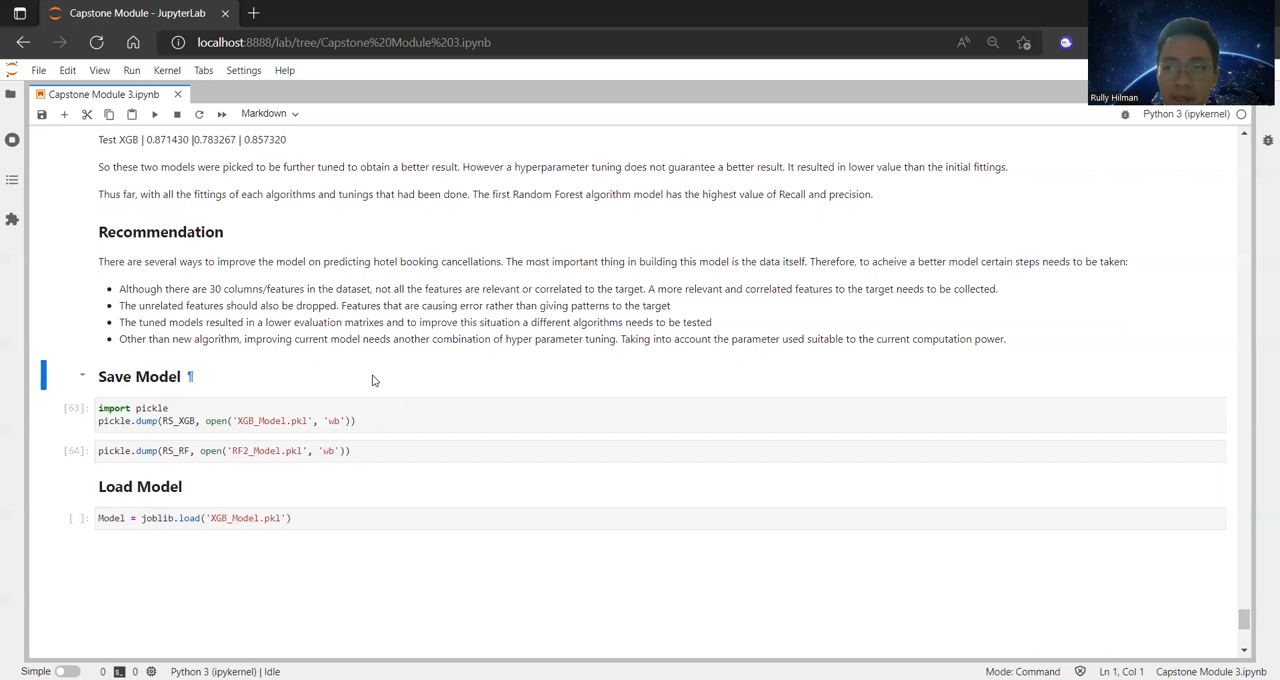 Capstone Module - JupyterLab
localhost:8888/lab/tree/Capstone%20Module%203.ipynb
Rully Hilman
File Edit View Run Kernel Tabs Settings Help
Capstone Module 3.ipynb
Markdown
Python 3 (ipykernel)
Test XGB | 0.871430 |0.783267 | 0.857320
So these two models were picked to be further tuned to obtain a better result. However a hyperparameter tuning does not guarantee a better result. It resulted in lower value than the initial fittings.
Thus far, with all the fittings of each algorithms and tunings that had been done. The first Random Forest algorithm model has the highest value of Recall and precision.
Recommendation
There are several ways to improve the model on predicting hotel booking cancellations. The most important thing in building this model is the data itself. Therefore, to acheive a better model certain steps needs to be taken:
• Although there are 30 columns/features in the dataset, not all the features are relevant or correlated to the target. A more relevant and correlated features to the target needs to be collected.
• The unrelated features should also be dropped. Features that are causing error rather than giving patterns to the target
• The tuned models resulted in a lower evaluation matrixes and to improve this situation a different algorithms needs to be tested
• Other than new algorithm, improving current model needs another combination of hyper parameter tuning. Taking into account the parameter used suitable to the current computation power.
Save Model ¶
[63]: import pickle
pickle.dump(RS_XGB, open('XGB_Model.pkl', 'wb'))
[64]: pickle.dump(RS_RF, open('RF2_Model.pkl', 'wb'))
Load Model
[ ]: Model = joblib.load('XGB_Model.pkl')
Simple 0 0 Python 3 (ipykernel) | Idle Mode: Command Ln 1, Col 1 Capstone Module 3.ipynb